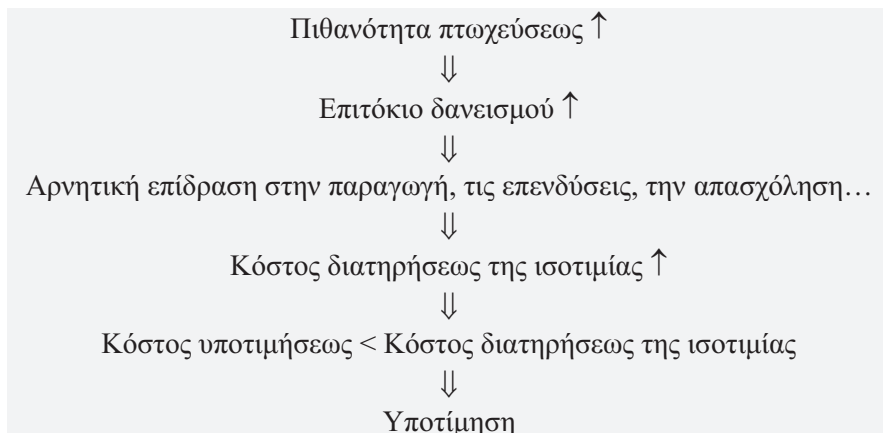 Πιθανότητα πτωχεύσεως ↑
⇓
Επιτόκιο δανεισμού ↑
⇓
Αρνητική επίδραση στην παραγωγή, τις επενδύσεις, την απασχόληση…
⇓
Κόστος διατηρήσεως της ισοτιμίας ↑
⇓
Κόστος υποτιμήσεως < Κόστος διατηρήσεως της ισοτιμίας
⇓
Υποτίμηση